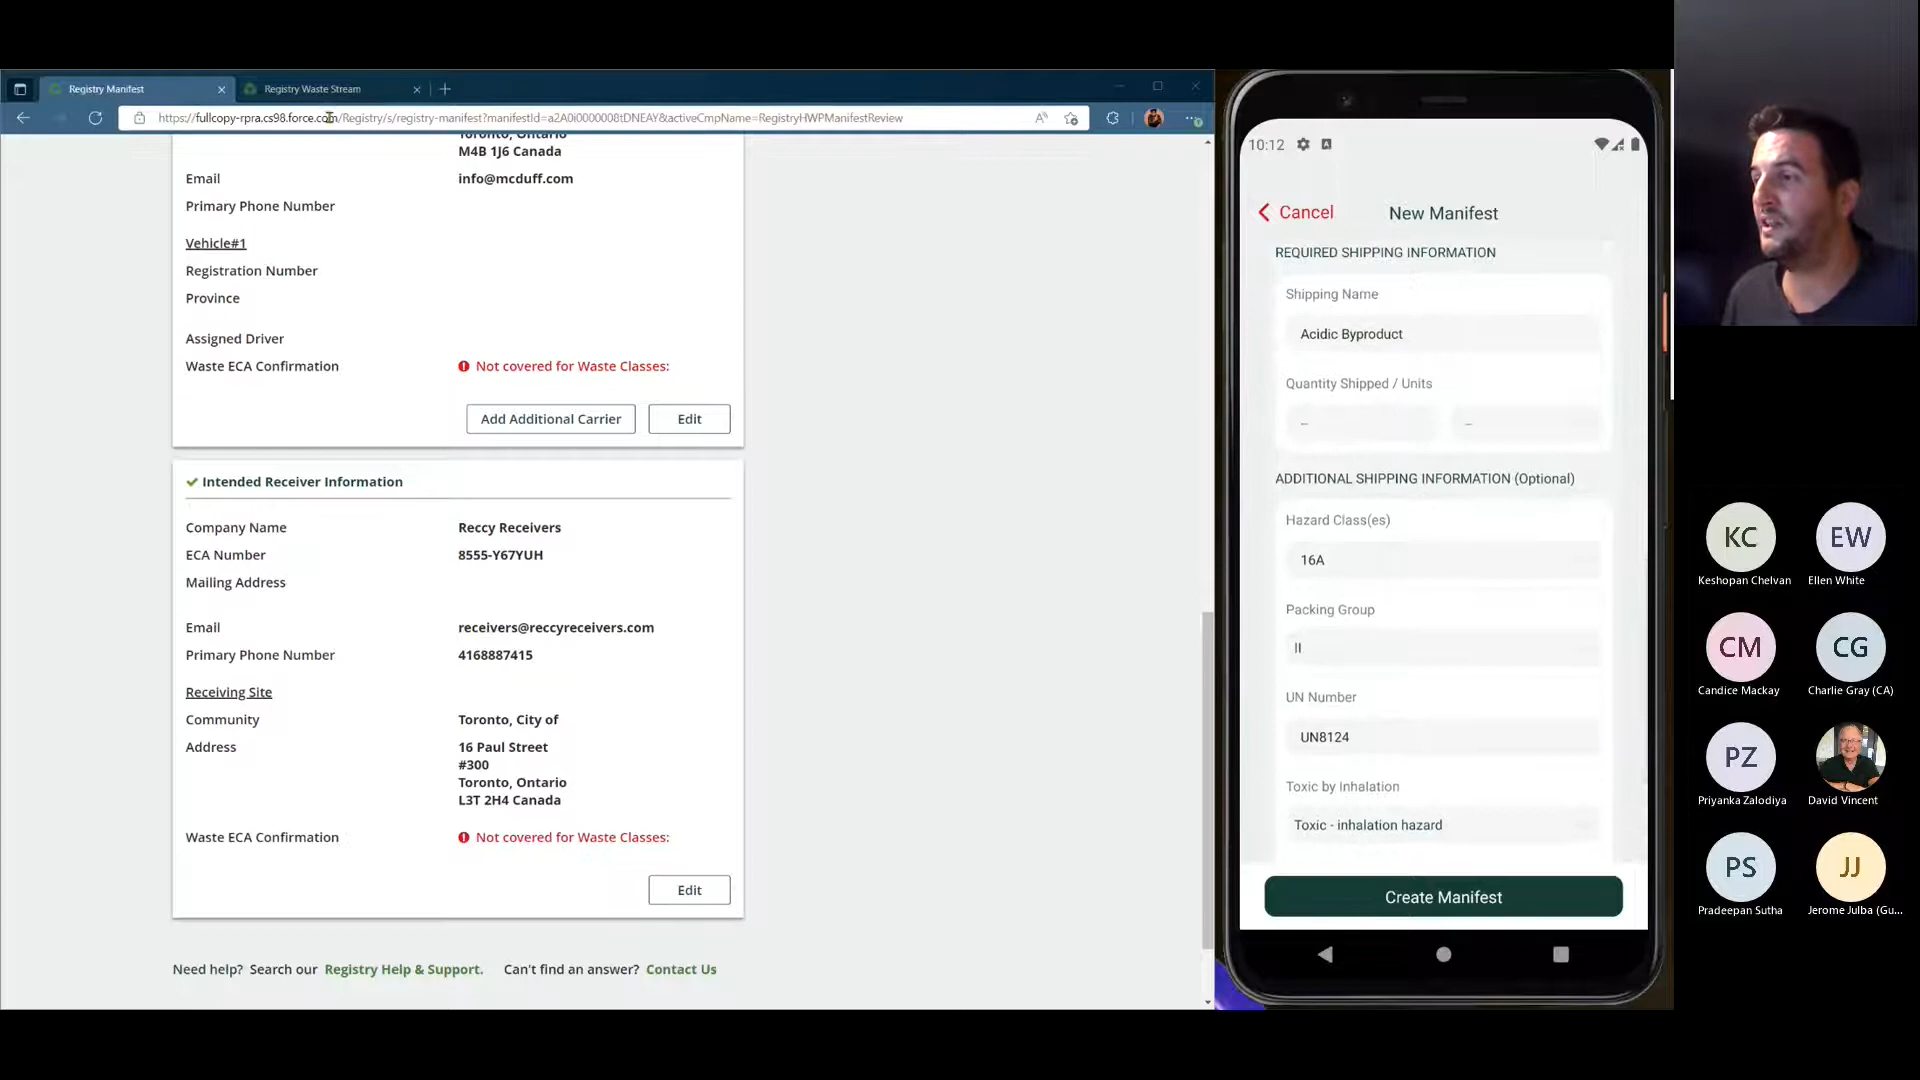 Registry Manifest
Registry Waste Stream
https://fullcopy-rpra.cs98.force.com/Registry/s/registry-manifest?manifestId=a2A0i0000008tDNEAY&activeCmpName=RegistryHWPManifestReview
Toronto, Ontario
M4B 1J6 Canada
Email info@mcduff.com
Primary Phone Number
Vehicle#1
Registration Number
Province
Assigned Driver
Waste ECA Confirmation Not covered for Waste Classes:
Add Additional Carrier Edit
Intended Receiver Information
Company Name Reccy Receivers
ECA Number 8555-Y67YUH
Mailing Address
Email receivers@reccyreceivers.com
Primary Phone Number 4168887415
Receiving Site
Community Toronto, City of
Address 16 Paul Street
#300
Toronto, Ontario
L3T 2H4 Canada
Waste ECA Confirmation Not covered for Waste Classes:
Edit
Need help? Search our Registry Help & Support. Can't find an answer? Contact Us
10:12
Cancel New Manifest
REQUIRED SHIPPING INFORMATION
Shipping Name
Acidic Byproduct
Quantity Shipped / Units
-- --
ADDITIONAL SHIPPING INFORMATION (Optional)
Hazard Class(es)
16A
Packing Group
II
UN Number
UN8124
Toxic by Inhalation
Toxic - inhalation hazard
Create Manifest
KC EW
Keshopan Chelvan Ellen White
CM CG
Candice Mackay Charlie Gray (CA)
PZ
Priyanka Zalodiya David Vincent
PS JJ
Pradeepan Sutha Jerome Julba (Gu...